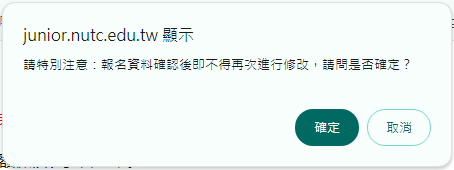 junior.nutc.edu.tw 顯示
請特別注意：報名資料確認後即不得再次進行修改，請問是否確定？
確定
取消